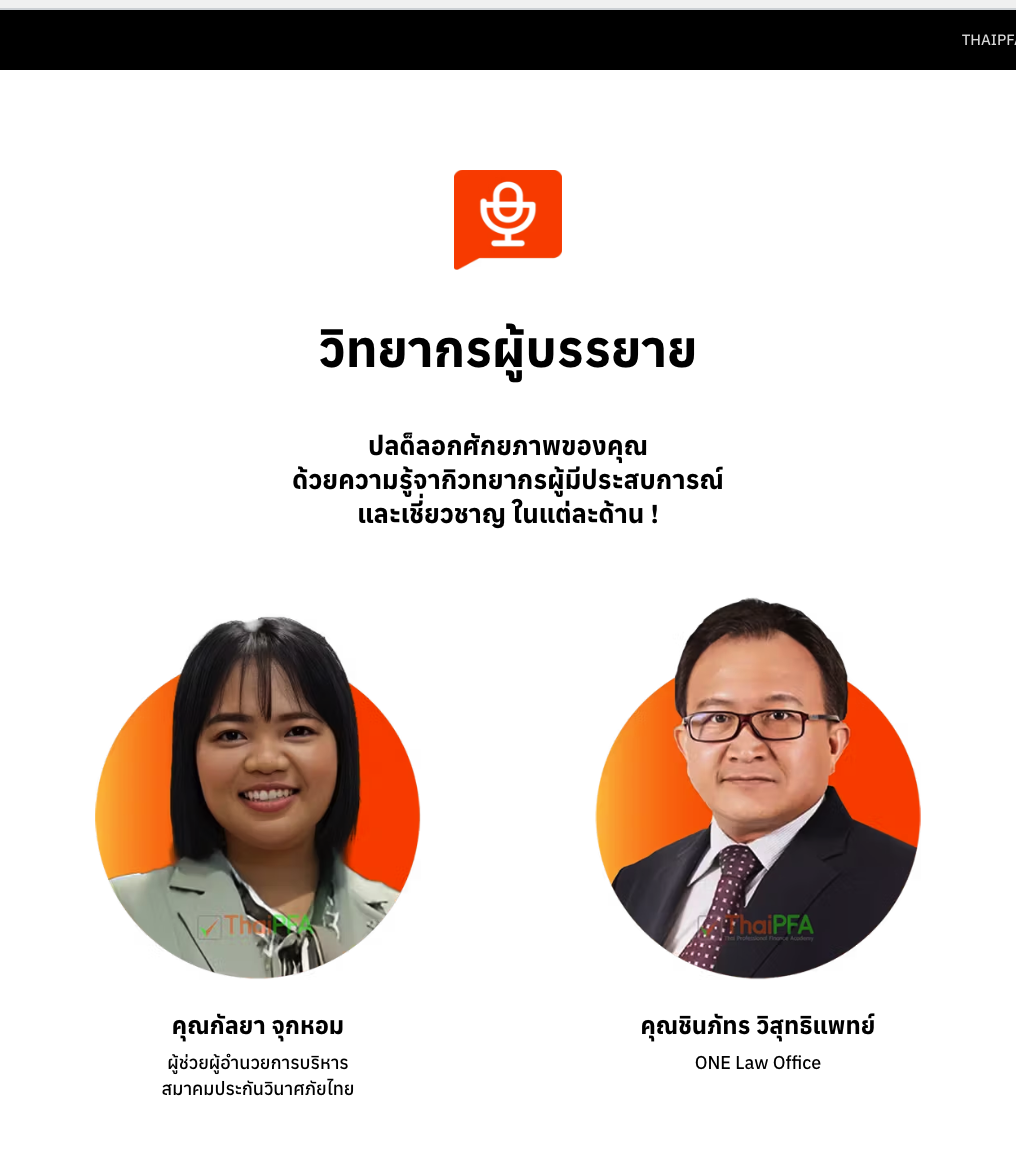 THAIPFA
วิทยากรผู้บรรยาย
ปลด็ลอกศักยภาพของคุณ
ด้วยความรู้จากิวทยากรผู้มีประสบการณ์
และเชี่ยวชาญ ในแต่ละด้าน !
ThaiPFA
ThaiPFA
Thai Professional Finance Academy
คุณกัลยา จุกหอม
คุณชินภัทร วิสุทธิแพทย์
ผู้ช่วยผู้อำนวยการบริหาร
ONE Law Office
สมาคมประกันวินาศภัยไทย